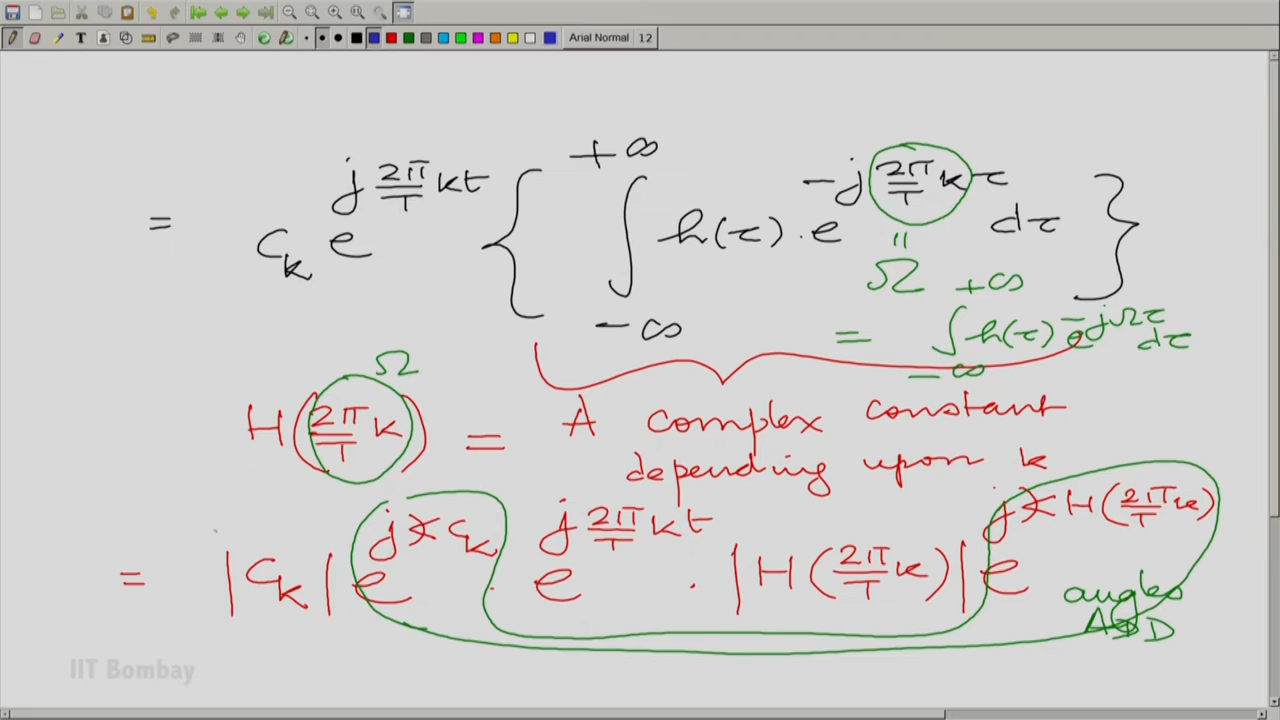 Arial Normal 12
= c_k e^{j 2π/T kt} { ∫_{-∞}^{+∞} h(τ) · e^{-j 2π/T k τ} dτ }
"
Ω
= ∫_{-∞}^{+∞} h(τ) e^{-jΩτ} dτ
Ω
H(2π/T k) = A complex constant
depending upon k
= |c_k| e^{j∡c_k} · e^{j 2π/T kt} · |H(2π/T k)| e^{j∡H(2π/T k)}
angles
ADD
IIT Bombay